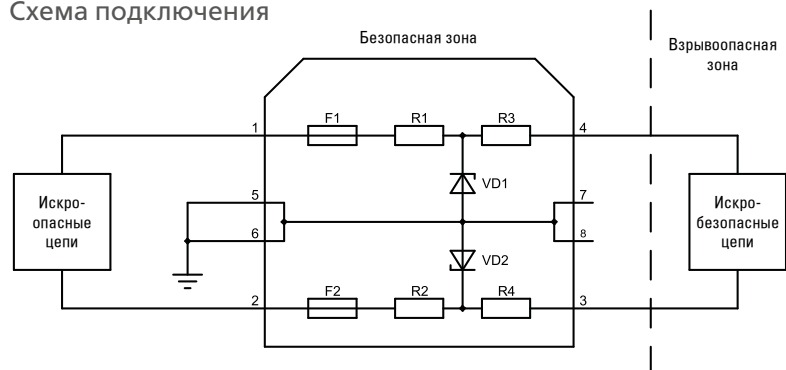 Схема подключения
Безопасная зона
Взрывоопасная
зона
1
F1
R1
R3
4
VD1
Искро-
опасные
цепи
5
6
7
8
Искро-
безопасные
цепи
VD2
2
F2
R2
R4
3